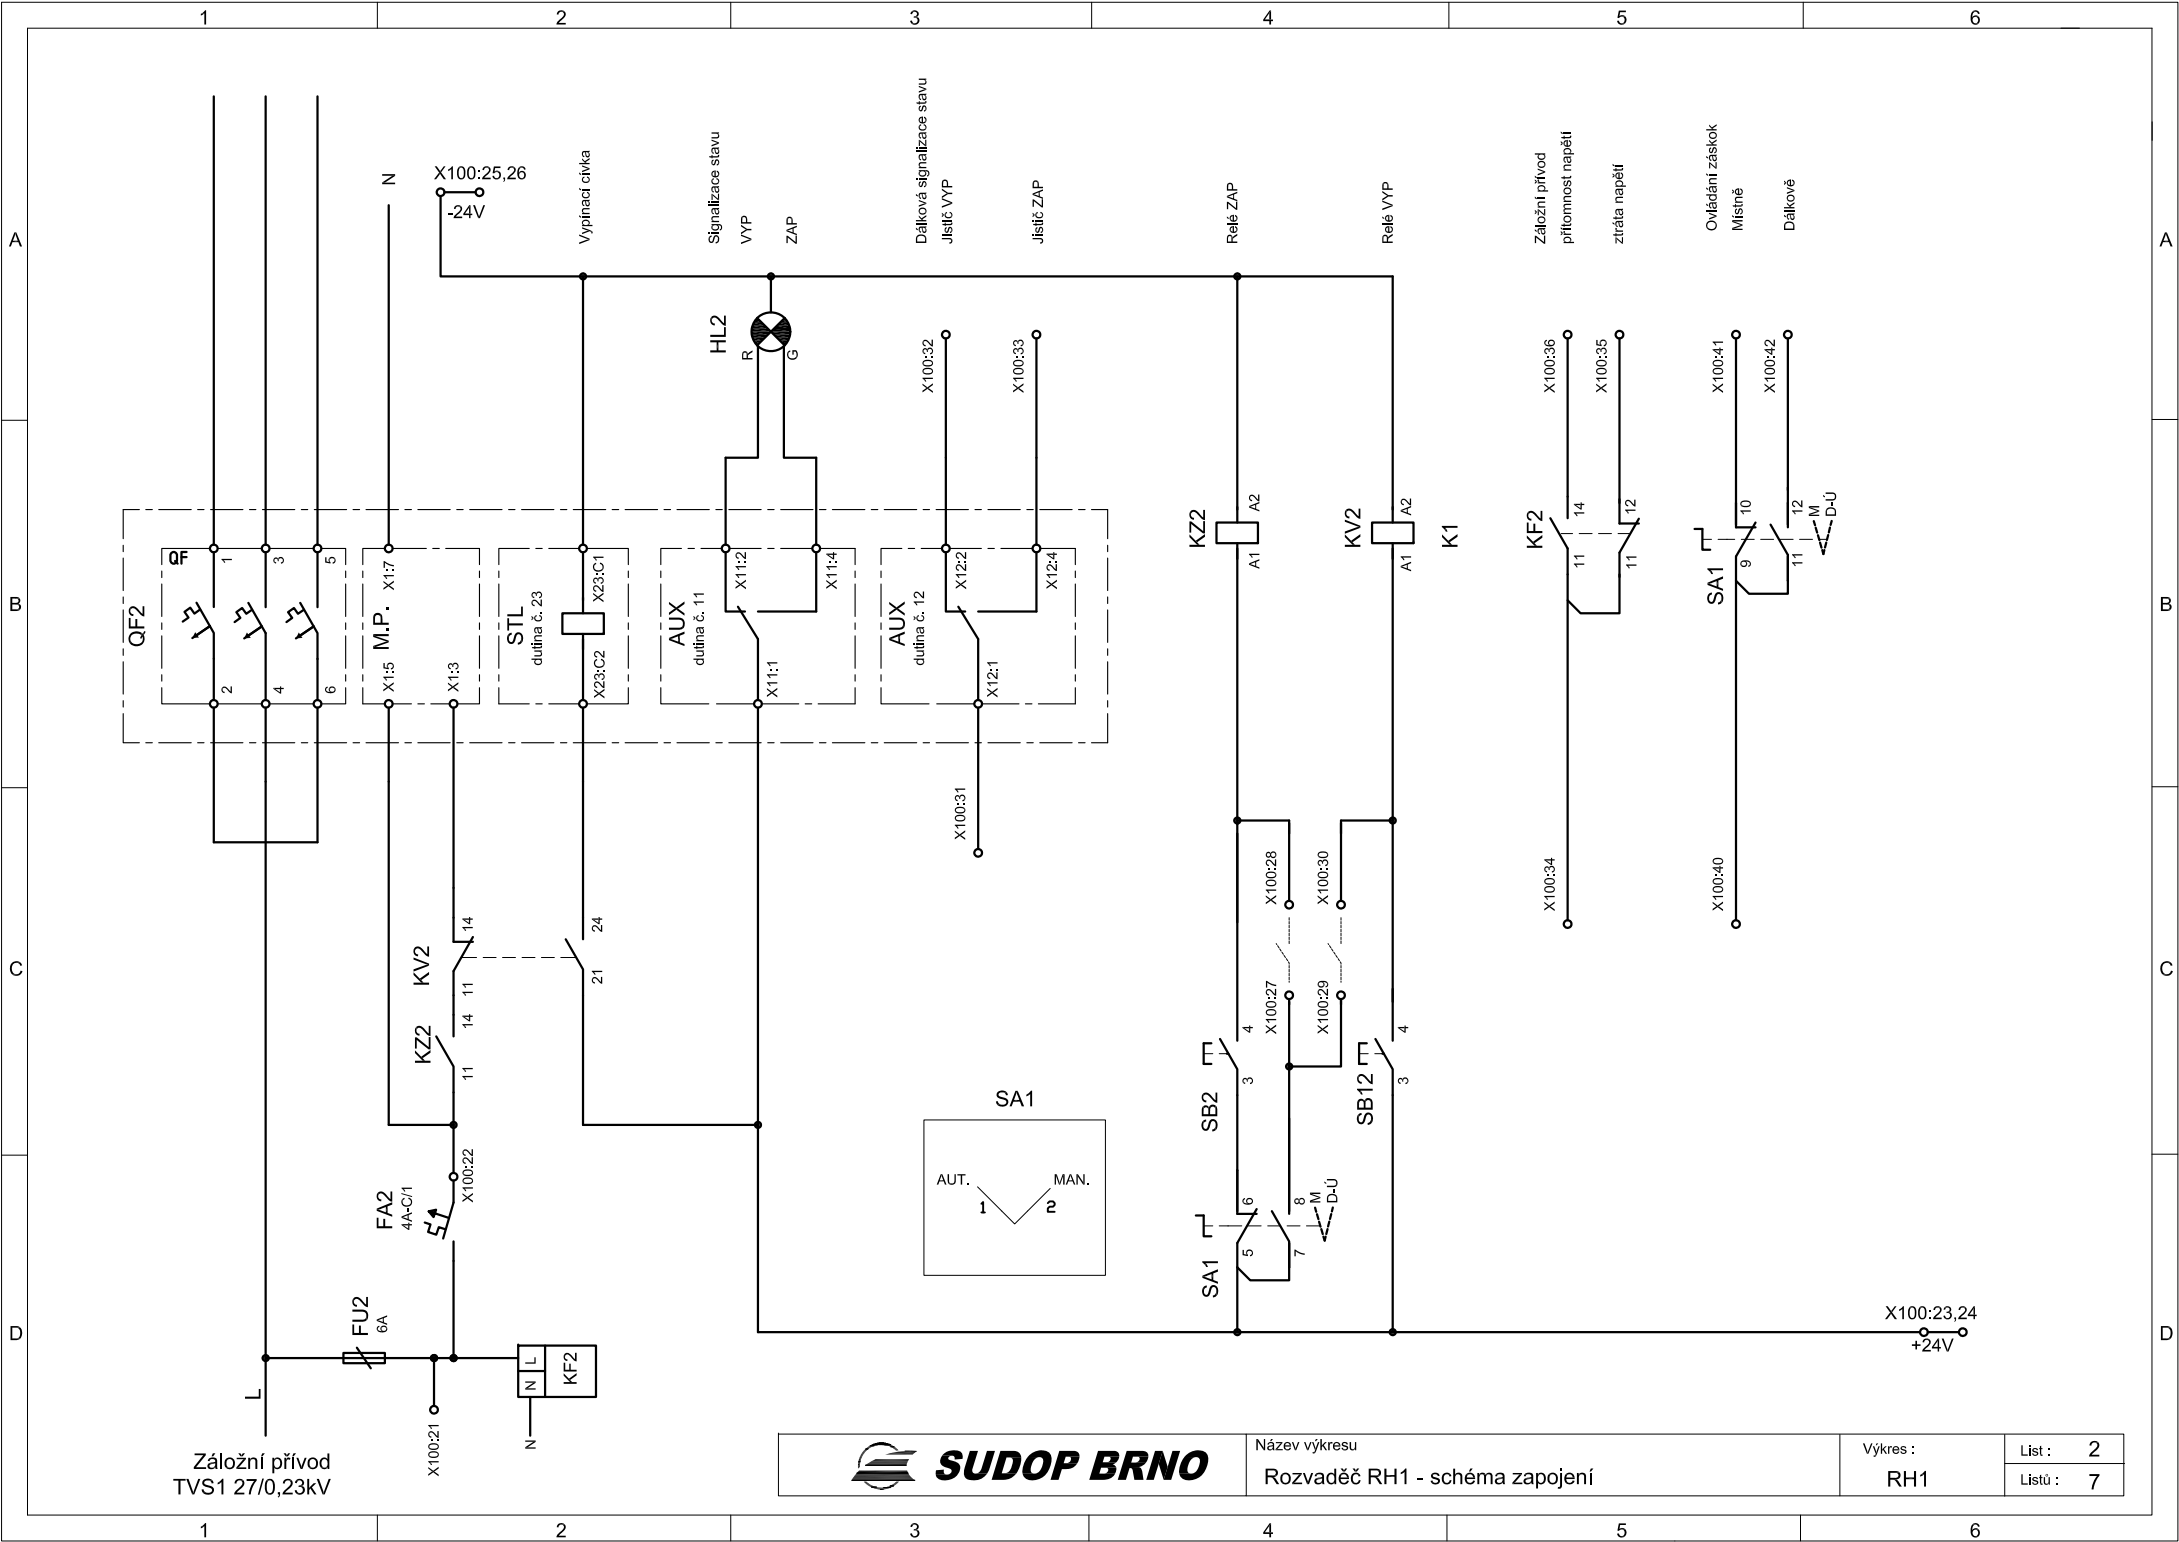 1
2
3
4
5
6
A
B
C
D
A
B
C
D
N
X100:25,26
-24V
Vypínací cívka
Signalizace stavu
VYP
ZAP
Dálková signalizace stavu
Jistič VYP
Jistič ZAP
Relé ZAP
Relé VYP
Záložní přívod
přítomnost napětí
ztráta napětí
Ovládání záskok
Místně
Dálkově
HL2
R
G
X100:32
X100:33
X100:36
X100:35
X100:41
X100:42
QF2
QF
1
3
5
2
4
6
M.P.
X1:7
X1:5
X1:3
STL
dutina č. 23
X23:C1
X23:C2
AUX
dutina č. 11
X11:2
X11:4
X11:1
AUX
dutina č. 12
X12:2
X12:4
X12:1
KZ2
A2
A1
KV2
A2
A1
K1
KF2
14
11
12
11
SA1
10
9
12
11
M
D-Ú
X100:31
X100:34
X100:40
KV2
14
11
24
21
KZ2
14
11
X100:28
X100:30
X100:27
X100:29
SB2
4
3
SB12
4
3
SA1
AUT.
MAN.
1
2
FA2
4A-C/1
X100:22
SA1
6
5
8
7
M
D-Ú
FU2
6A
L
L
N
KF2
N
X100:21
X100:23,24
+24V
Záložní přívod
TVS1 27/0,23kV
SUDOP BRNO
Název výkresu
Rozvaděč RH1 - schéma zapojení
Výkres :
RH1
List : 2
Listů : 7
1
2
3
4
5
6